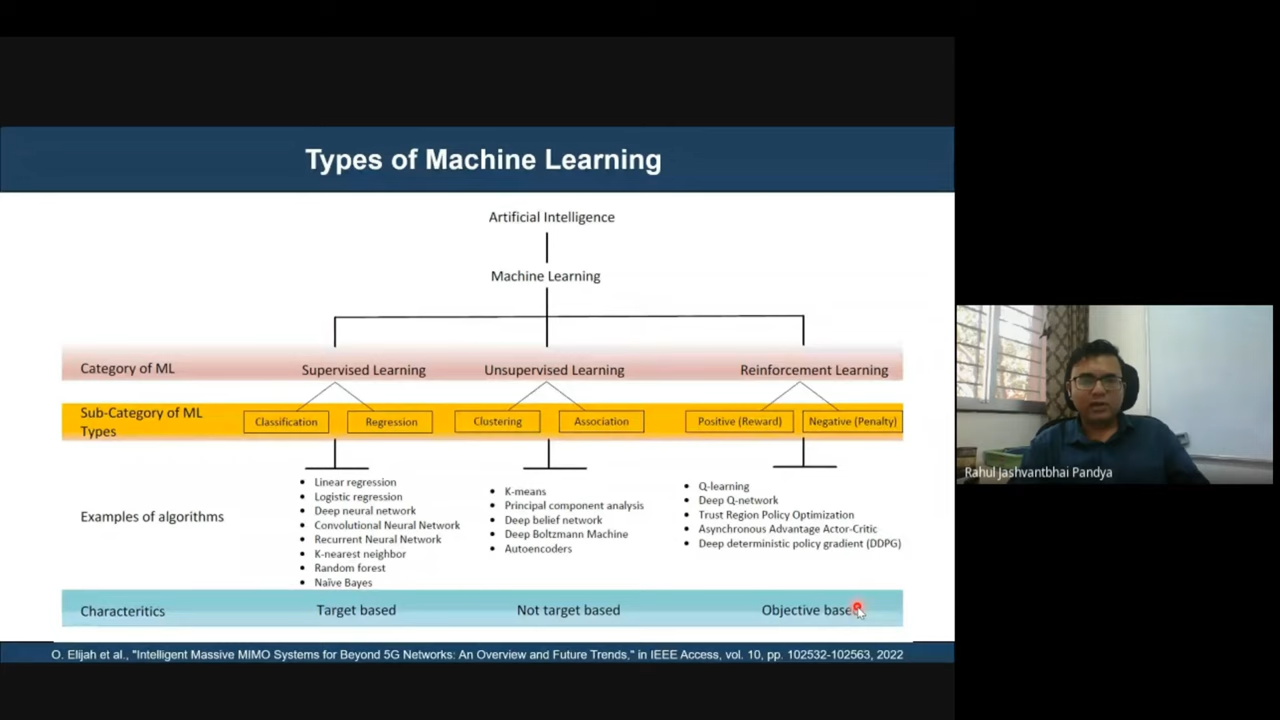 Types of Machine Learning
Artificial Intelligence
Machine Learning
Category of ML
Supervised Learning
Unsupervised Learning
Reinforcement Learning
Sub-Category of ML
Types
Classification
Regression
Clustering
Association
Positive (Reward)
Negative (Penalty)
Examples of algorithms
Linear regression
Logistic regression
Deep neural network
Convolutional Neural Network
Recurrent Neural Network
K-nearest neighbor
Random forest
Naïve Bayes
K-means
Principal component analysis
Deep belief network
Deep Boltzmann Machine
Autoencoders
Q-learning
Deep Q-network
Trust Region Policy Optimization
Asynchronous Advantage Actor-Critic
Deep deterministic policy gradient (DDPG)
Charateritics
Target based
Not target based
Objective based
O. Elijah et al., "Intelligent Massive MIMO Systems for Beyond 5G Networks: An Overview and Future Trends," in IEEE Access, vol. 10, pp. 102532-102563, 2022
Rahul Jashvantbhai Pandya